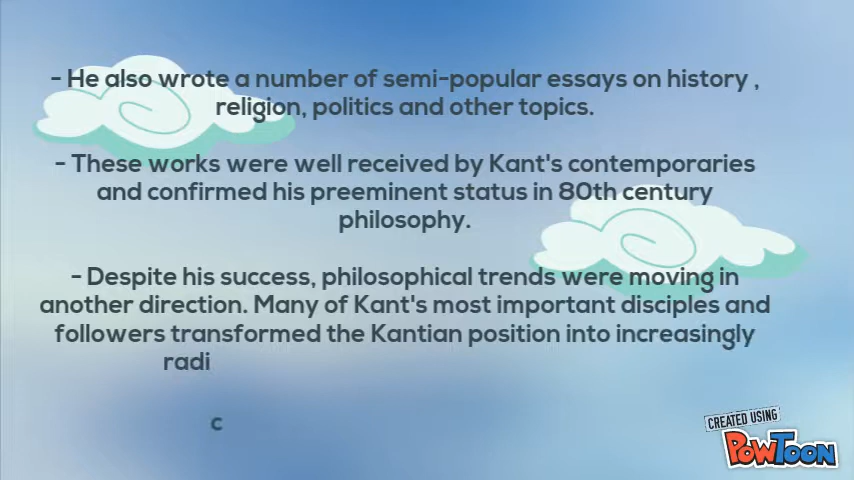 - He also wrote a number of semi-popular essays on history ,
religion, politics and other topics.
- These works were well received by Kant's contemporaries
and confirmed his preeminent status in 80th century
philosophy.
- Despite his success, philosophical trends were moving in
another direction. Many of Kant's most important disciples and
followers transformed the Kantian position into increasingly
radi
c
CREATED USING
POWTOON